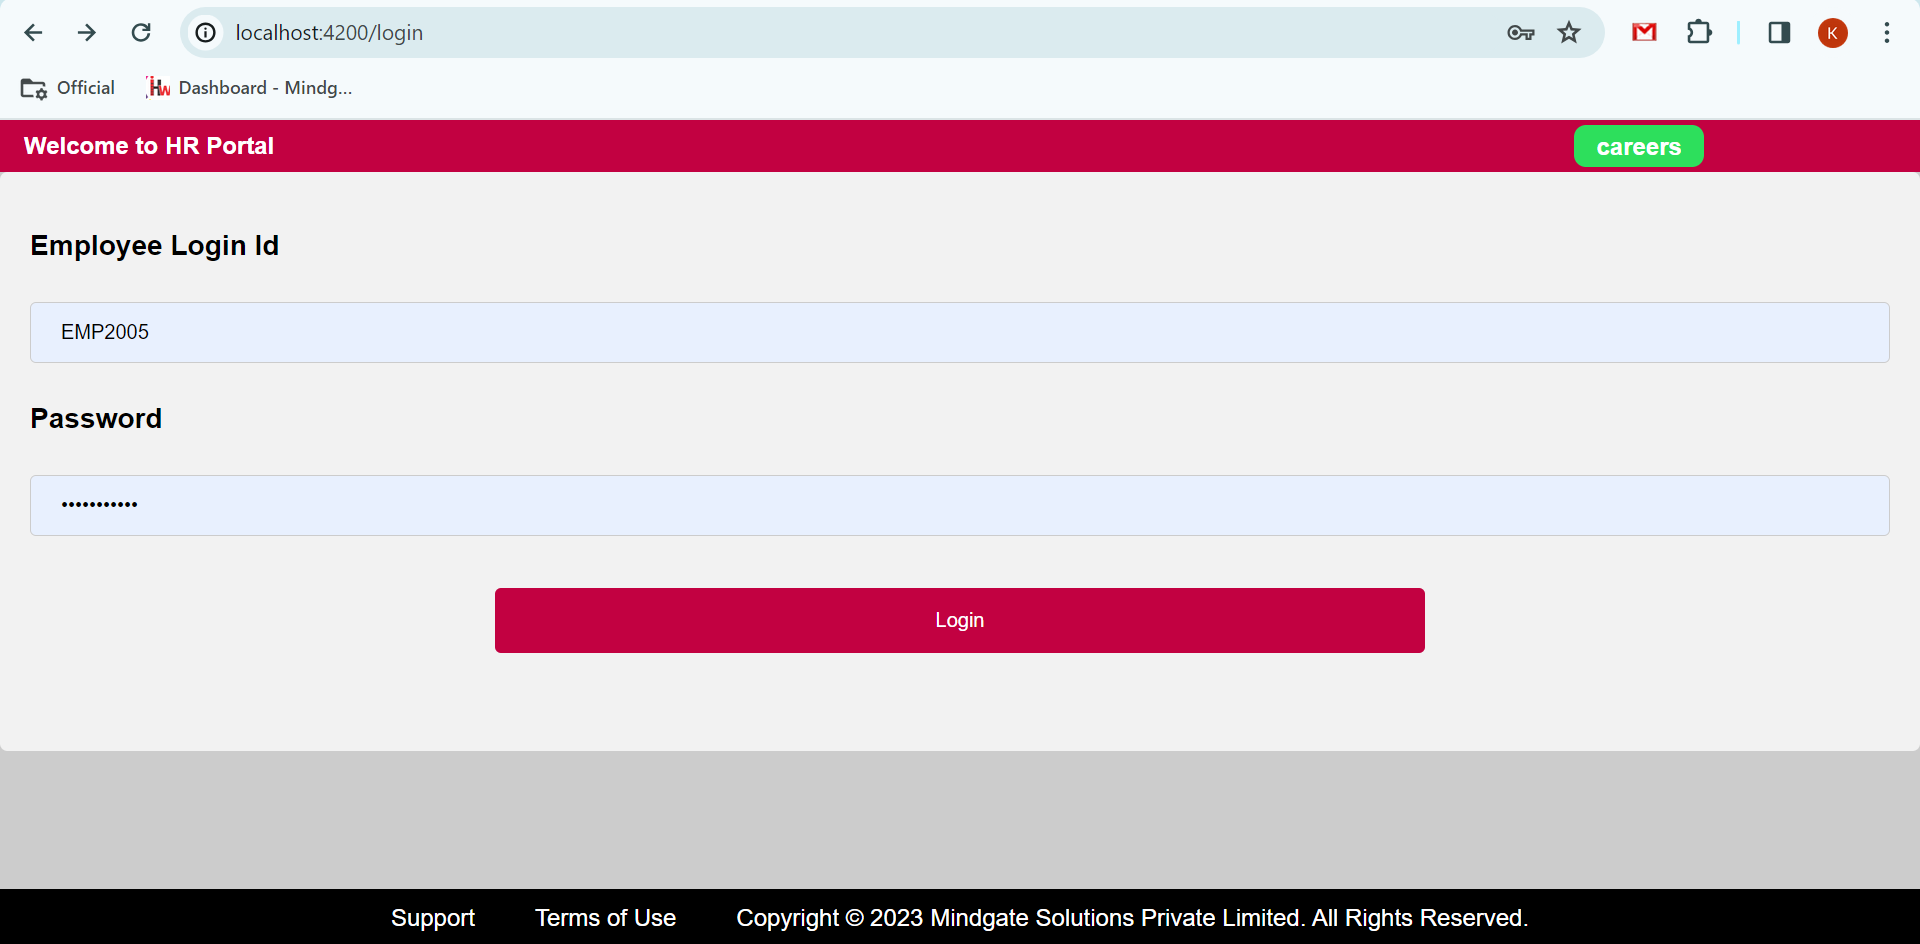 localhost:4200/login
K
Official
HW Dashboard - Mindg...
Welcome to HR Portal
careers
Employee Login Id
EMP2005
Password
•••••••••••
Login
Support Terms of Use Copyright © 2023 Mindgate Solutions Private Limited. All Rights Reserved.